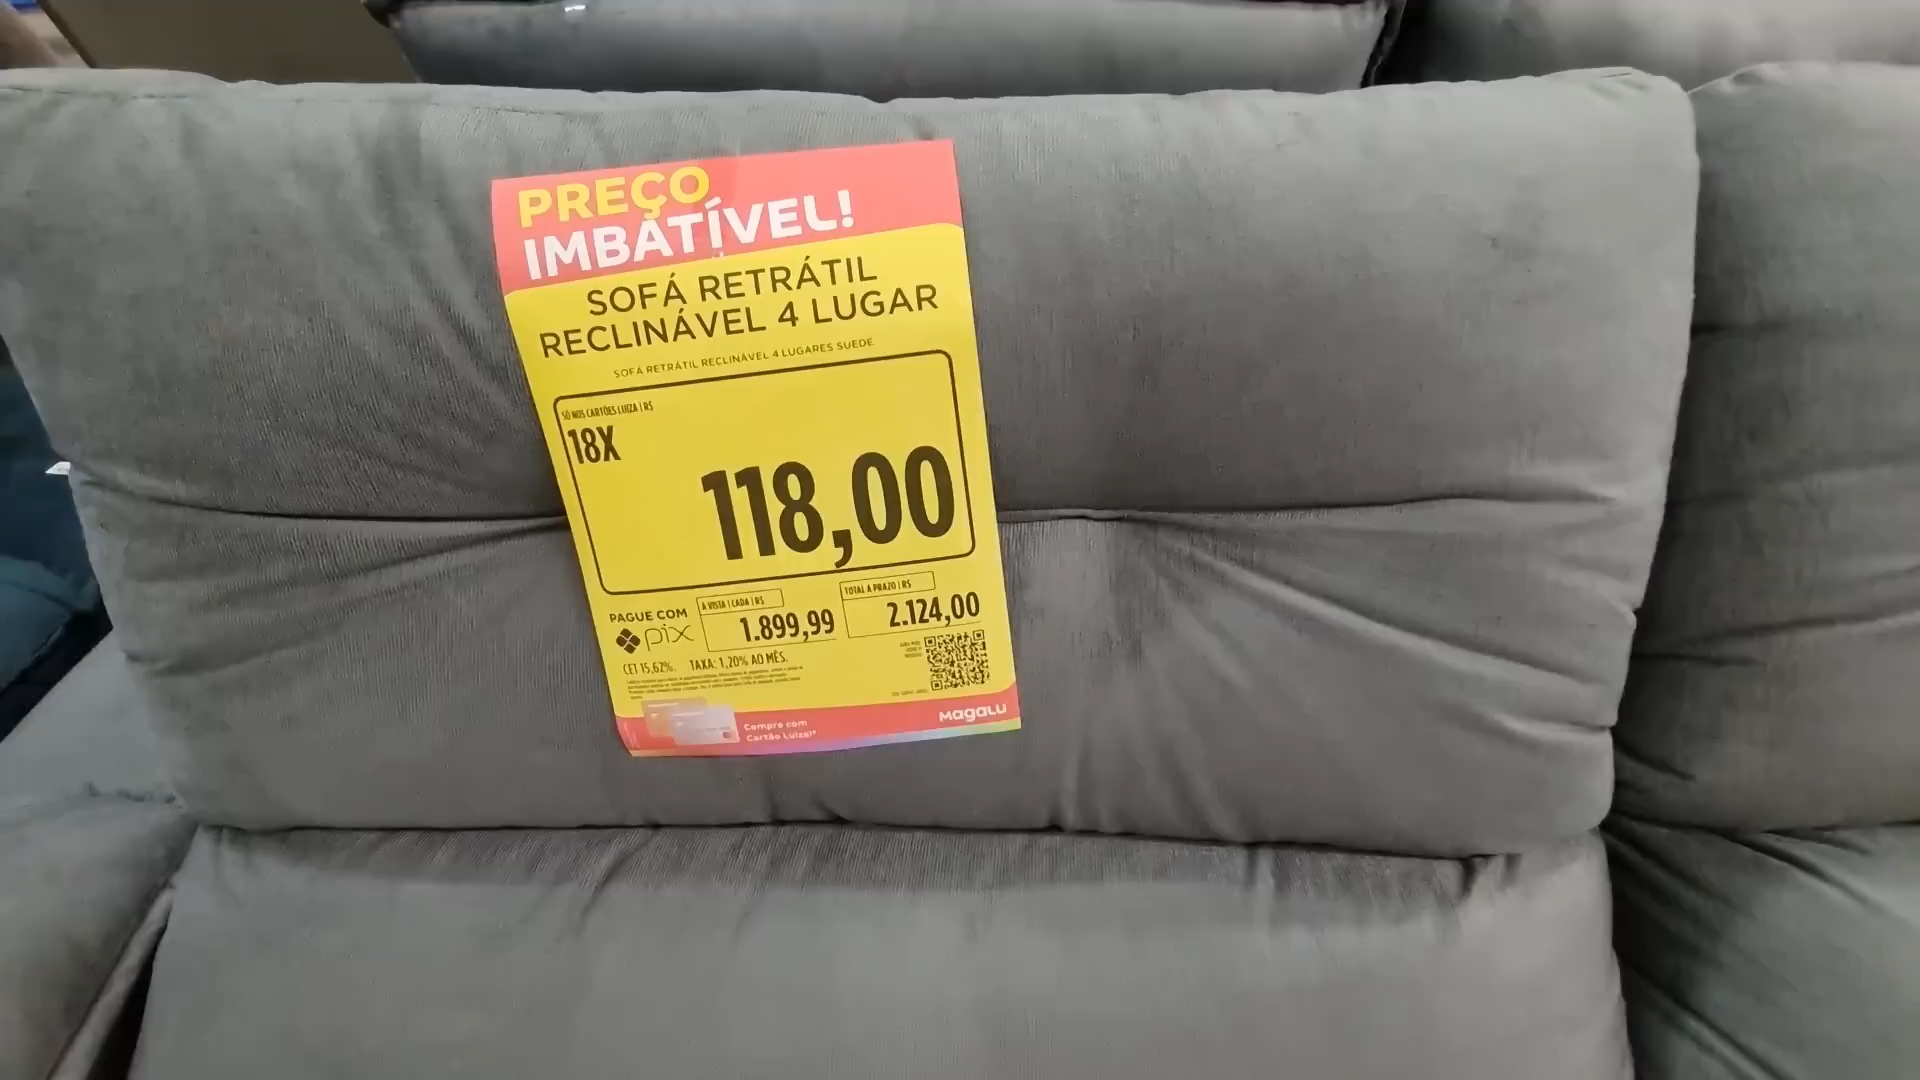 PREÇO
IMBATÍVEL!
SOFÁ RETRÁTIL
RECLINÁVEL 4 LUGAR
SOFÁ RETRÁTIL RECLINÁVEL 4 LUGARES SUEDE
SÓ NOS CARTÕES LUIZA | R$
18X
118,00
PAGUE COM
pix
À VISTA | CADA | R$
1.899,99
TOTAL A PRAZO | R$
2.124,00
CET 15,62%. TAXA: 1,20% AO MÊS.
Compre com
Cartão Luiza!*
Magalu